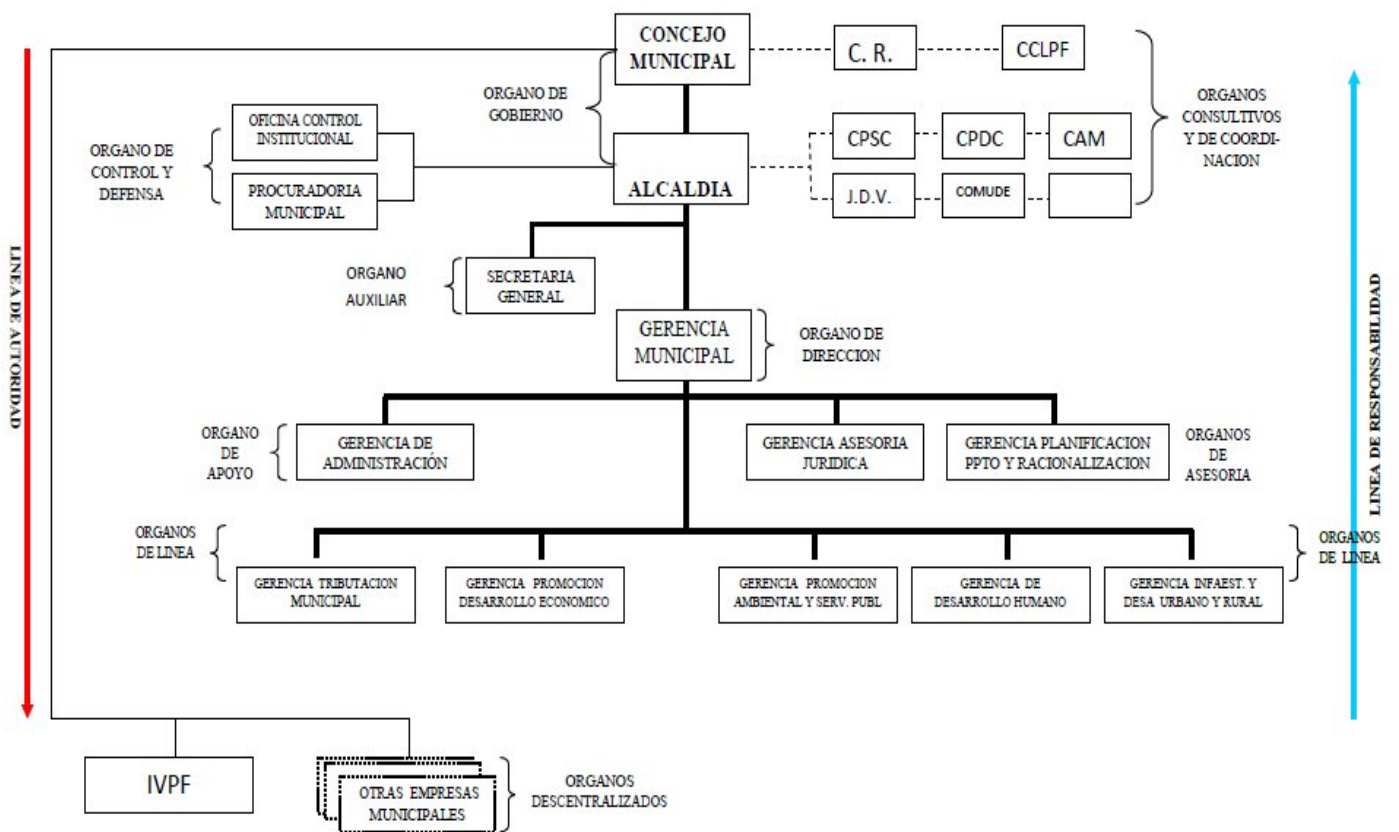 CONCEJO
MUNICIPAL
C. R.
CCLPF
ORGANO DE
GOBIERNO
ORGANOS
CONSULTIVOS
Y DE COORDI-
NACION
OFICINA CONTROL
INSTITUCIONAL
ORGANO DE
CONTROL Y
DEFENSA
PROCURADORIA
MUNICIPAL
ALCALDIA
CPSC
CPDC
CAM
J.D.V.
COMUDE
ORGANO
AUXILIAR
SECRETARIA
GENERAL
GERENCIA
MUNICIPAL
ORGANO DE
DIRECCION
LINEA DE AUTORIDAD
LINEA DE RESPONSABILIDAD
ORGANO
DE
APOYO
GERENCIA DE
ADMINISTRACIÓN
GERENCIA ASESORIA
JURIDICA
GERENCIA PLANIFICACION
PPTO Y RACIONALIZACION
ORGANOS
DE
ASESORIA
ORGANOS
DE LINEA
GERENCIA TRIBUTACION
MUNICIPAL
GERENCIA PROMOCION
DESARROLLO ECONOMICO
GERENCIA PROMOCION
AMBIENTAL Y SERV. PUBL
GERENCIA DE
DESARROLLO HUMANO
GERENCIA INFAEST. Y
DESA URBANO Y RURAL
ORGANOS
DE LINEA
IVPF
OTRAS EMPRESAS
MUNICIPALES
ORGANOS
DESCENTRALIZADOS